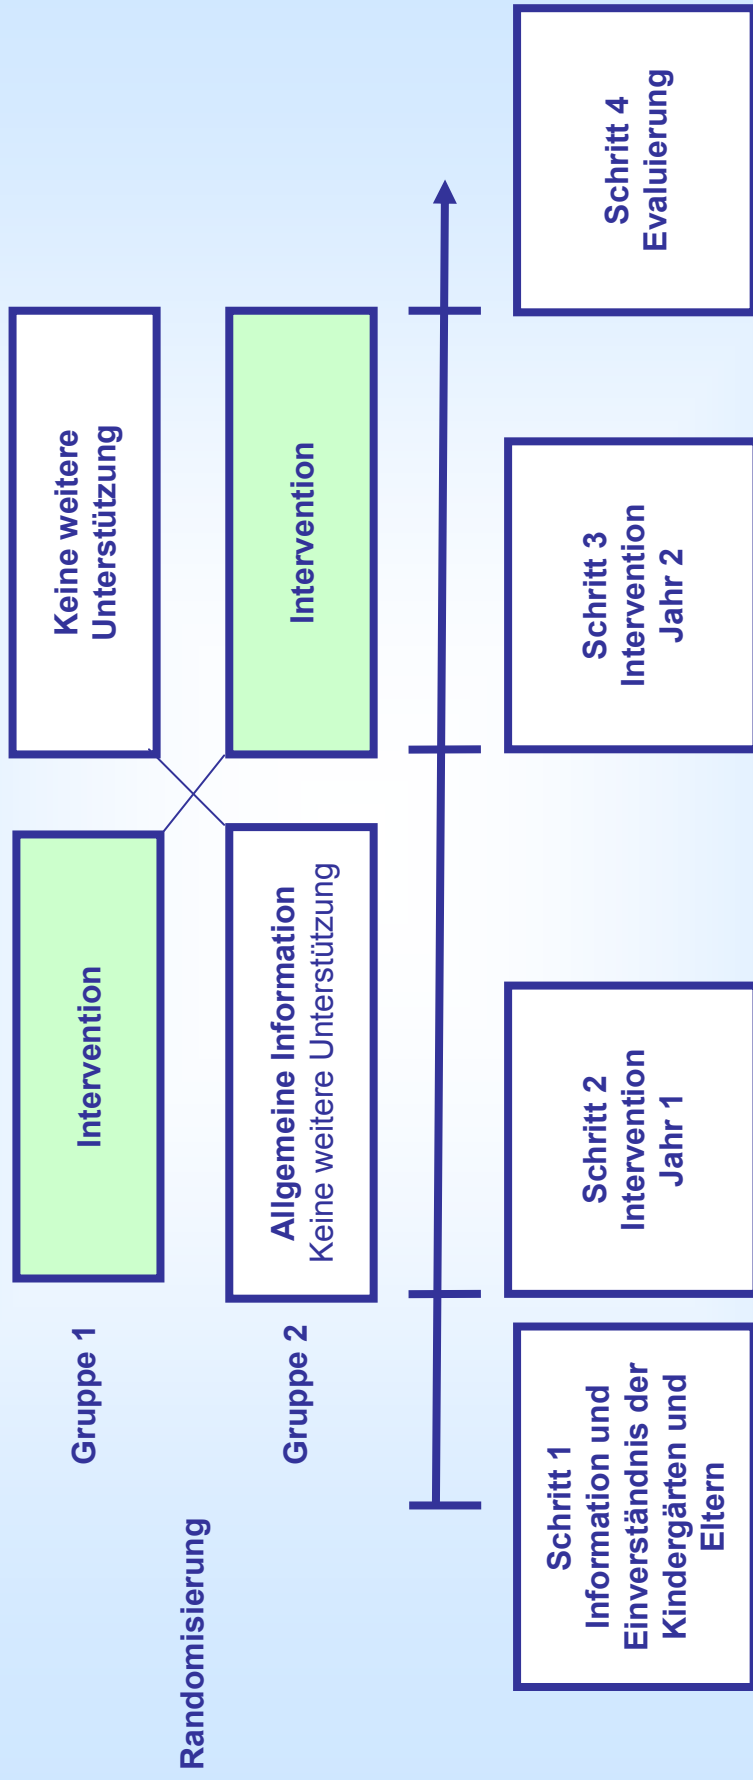 Randomisierung
Gruppe 1
Intervention
Keine weitere
Unterstützung
Gruppe 2
Allgemeine Information
Keine weitere Unterstützung
Intervention
Schritt 1
Information und
Einverständnis der
Kindergärten und
Eltern
Schritt 2
Intervention
Jahr 1
Schritt 3
Intervention
Jahr 2
Schritt 4
Evaluierung